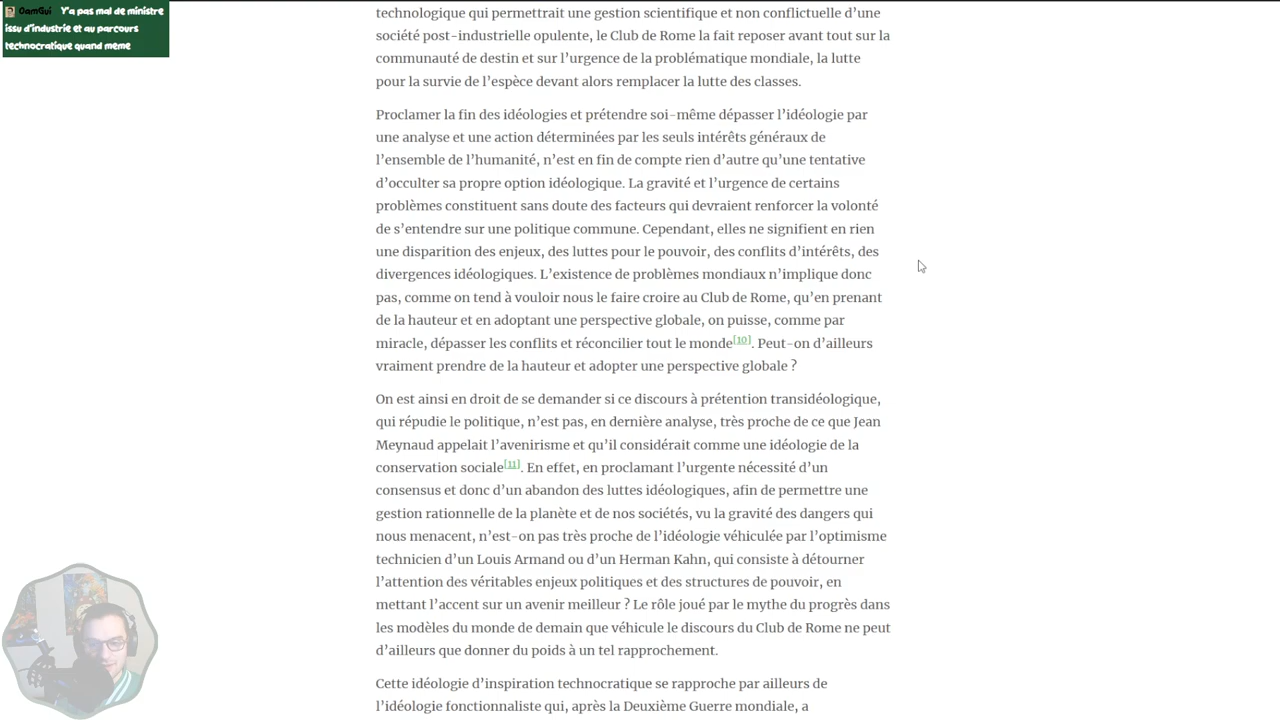 OamGui Y'a pas mal de ministre
issu d'industrie et au parcours
technocratique quand meme
technologique qui permettrait une gestion scientifique et non conflictuelle d’une
société post-industrielle opulente, le Club de Rome la fait reposer avant tout sur la
communauté de destin et sur l’urgence de la problématique mondiale, la lutte
pour la survie de l’espèce devant alors remplacer la lutte des classes.
Proclamer la fin des idéologies et prétendre soi-même dépasser l’idéologie par
une analyse et une action déterminées par les seuls intérêts généraux de
l’ensemble de l’humanité, n’est en fin de compte rien d’autre qu’une tentative
d’occulter sa propre option idéologique. La gravité et l’urgence de certains
problèmes constituent sans doute des facteurs qui devraient renforcer la volonté
de s’entendre sur une politique commune. Cependant, elles ne signifient en rien
une disparition des enjeux, des luttes pour le pouvoir, des conflits d’intérêts, des
divergences idéologiques. L’existence de problèmes mondiaux n’implique donc
pas, comme on tend à vouloir nous le faire croire au Club de Rome, qu’en prenant
de la hauteur et en adoptant une perspective globale, on puisse, comme par
miracle, dépasser les conflits et réconcilier tout le monde[10]. Peut-on d’ailleurs
vraiment prendre de la hauteur et adopter une perspective globale ?
On est ainsi en droit de se demander si ce discours à prétention transidéologique,
qui répudie le politique, n’est pas, en dernière analyse, très proche de ce que Jean
Meynaud appelait l’avenirisme et qu’il considérait comme une idéologie de la
conservation sociale[11]. En effet, en proclamant l’urgente nécessité d’un
consensus et donc d’un abandon des luttes idéologiques, afin de permettre une
gestion rationnelle de la planète et de nos sociétés, vu la gravité des dangers qui
nous menacent, n’est-on pas très proche de l’idéologie véhiculée par l’optimisme
technicien d’un Louis Armand ou d’un Herman Kahn, qui consiste à détourner
l’attention des véritables enjeux politiques et des structures de pouvoir, en
mettant l’accent sur un avenir meilleur ? Le rôle joué par le mythe du progrès dans
les modèles du monde de demain que véhicule le discours du Club de Rome ne peut
d’ailleurs que donner du poids à un tel rapprochement.
Cette idéologie d’inspiration technocratique se rapproche par ailleurs de
l’idéologie fonctionnaliste qui, après la Deuxième Guerre mondiale, a